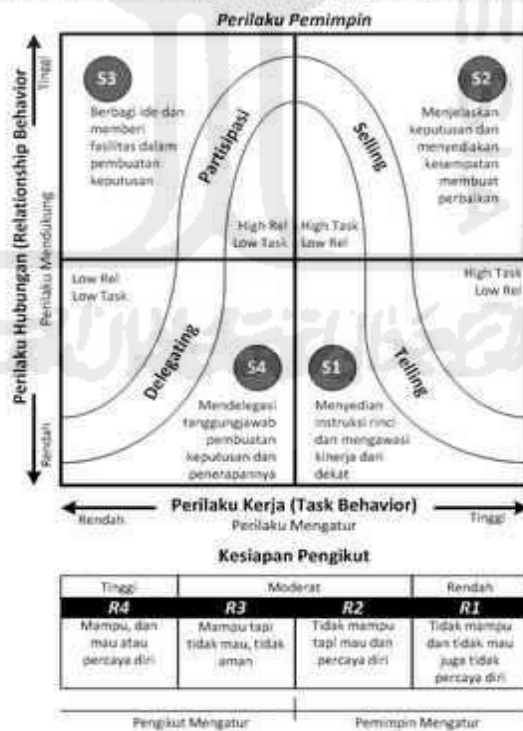 Perilaku Pemimpin
Perilaku Hubungan (Relationship Behavior
Perilaku Mendukung
Tinggi
Rendah
S3
Berbagi ide dan
memberi
fasilitas dalam
pembuatan
keputusan
Partisipasi
High Rel
Low Task
S2
Menjelaskan
keputusan dan
menyediakan
kesempatan
membuat
perbaikan
Selling
High Task
Low Rel
Low Rel
Low Task
Delegating
S4
Mendelegasi
tanggungjawab
pembuatan
keputusan dan
penerapannya
High Task
Low Rel
Telling
S1
Menyedian
instruksi rinci
dan mengawasi
kinerja dari
dekat
Rendah
Perilaku Kerja (Task Behavior)
Tinggi
Perilaku Mengatur
Kesiapan Pengikut
Tinggi Moderat Rendah
R4 R3 R2 R1
Mampu, dan Mampu tapi Tidak mampu Tidak mampu
mau atau tidak mau, tidak tapi mau dan dan tidak mau
percaya diri aman percaya diri juga tidak
percaya diri
Pengikut Mengatur Pemimpin Mengatur